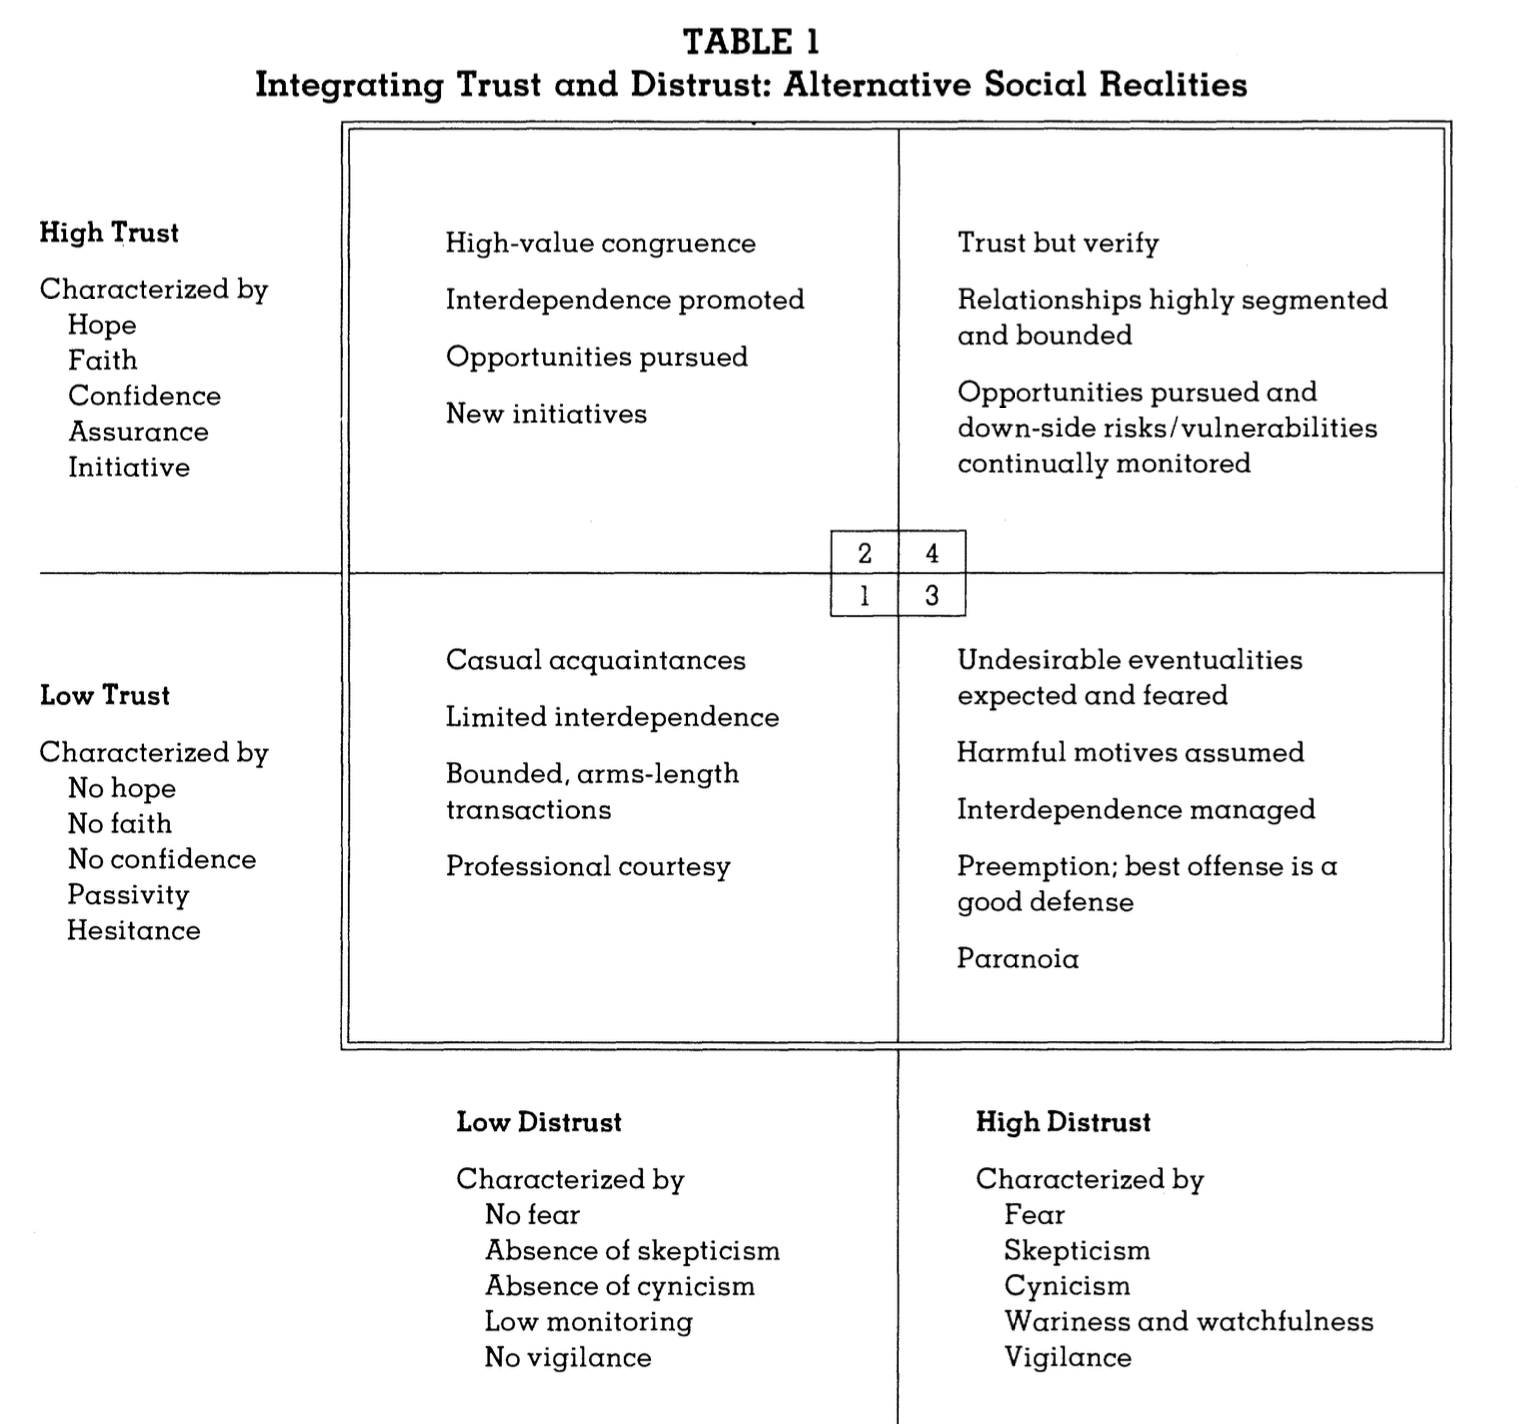 TABLE 1
Integrating Trust and Distrust: Alternative Social Realities
High Trust
Characterized by
Hope
Faith
Confidence
Assurance
Initiative
High-value congruence
Interdependence promoted
Opportunities pursued
New initiatives
Trust but verify
Relationships highly segmented
and bounded
Opportunities pursued and
down-side risks/vulnerabilities
continually monitored
2 4
1 3
Low Trust
Characterized by
No hope
No faith
No confidence
Passivity
Hesitance
Casual acquaintances
Limited interdependence
Bounded, arms-length
transactions
Professional courtesy
Undesirable eventualities
expected and feared
Harmful motives assumed
Interdependence managed
Preemption; best offense is a
good defense
Paranoia
Low Distrust
Characterized by
No fear
Absence of skepticism
Absence of cynicism
Low monitoring
No vigilance
High Distrust
Characterized by
Fear
Skepticism
Cynicism
Wariness and watchfulness
Vigilance